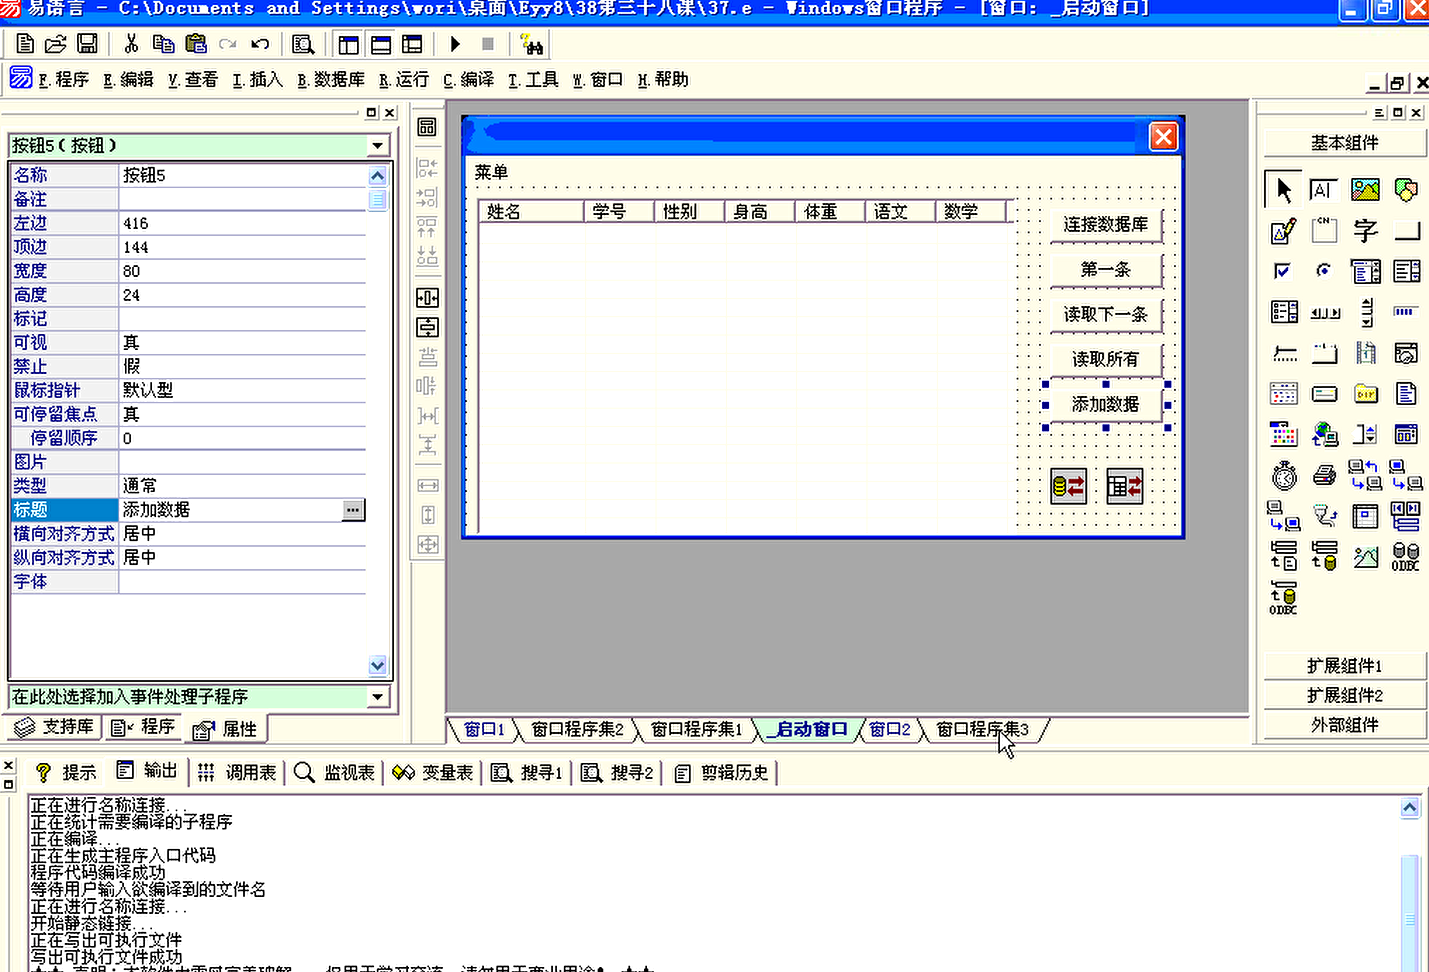 易语言 - C:\Documents and Settings\wori\桌面\Eyy8\38第三十八课\37.e - Windows窗口程序 - [窗口: _启动窗口]
F.程序 E.编辑 V.查看 I.插入 B.数据库 R.运行 C.编译 T.工具 W.窗口 H.帮助
按钮5（按钮）
名称 按钮5
备注
左边 416
顶边 144
宽度 80
高度 24
标记
可视 真
禁止 假
鼠标指针 默认型
可停留焦点 真
停留顺序 0
图片
类型 通常
标题 添加数据
横向对齐方式 居中
纵向对齐方式 居中
字体
在此处选择加入事件处理子程序
支持库 程序 属性
菜单
姓名 学号 性别 身高 体重 语文 数学
连接数据库
第一条
读取下一条
读取所有
添加数据
窗口1 窗口程序集2 窗口程序集1 _启动窗口 窗口2 窗口程序集3
基本组件
ODBC
ODBC
扩展组件1
扩展组件2
外部组件
提示 输出 调用表 监视表 变量表 搜寻1 搜寻2 剪辑历史
正在进行名称连接...
正在统计需要编译的子程序
正在编译...
正在生成主程序入口代码
程序代码编译成功
等待用户输入欲编译到的文件名
正在进行名称连接...
开始静态链接...
正在写出可执行文件
写出可执行文件成功